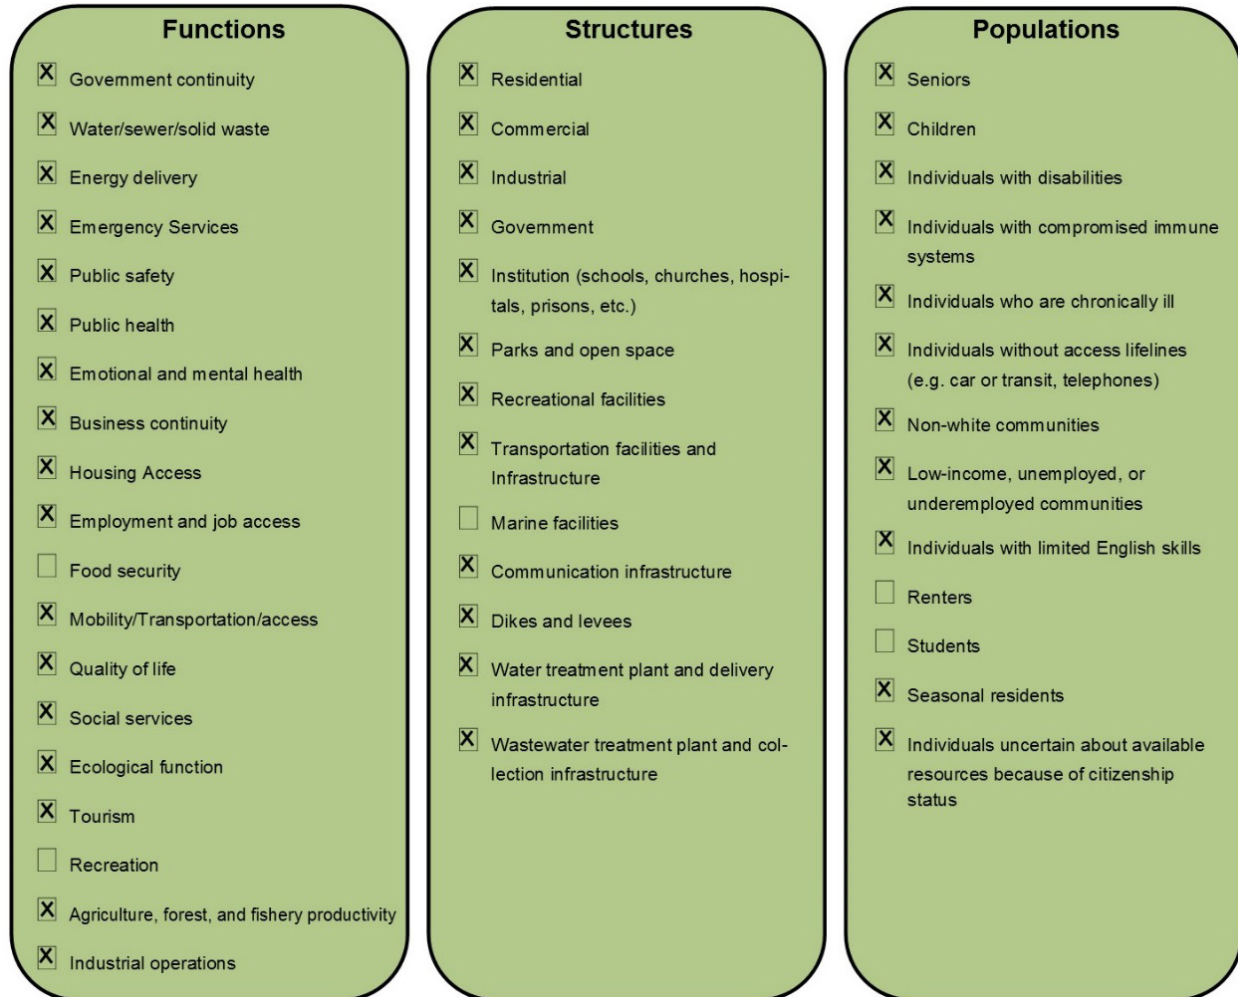 Functions
Government continuity
Water/sewer/solid waste
Energy delivery
Emergency Services
Public safety
Public health
Emotional and mental health
Business continuity
Housing Access
Employment and job access
Food security
Mobility/Transportation/access
Quality of life
Social services
Ecological function
Tourism
Recreation
Agriculture, forest, and fishery productivity
Industrial operations
Structures
Residential
Commercial
Industrial
Government
Institution (schools, churches, hospi-
tals, prisons, etc.)
Parks and open space
Recreational facilities
Transportation facilities and
Infrastructure
Marine facilities
Communication infrastructure
Dikes and levees
Water treatment plant and delivery
infrastructure
Wastewater treatment plant and col-
lection infrastructure
Populations
Seniors
Children
Individuals with disabilities
Individuals with compromised immune
systems
Individuals who are chronically ill
Individuals without access lifelines
(e.g. car or transit, telephones)
Non-white communities
Low-income, unemployed, or
underemployed communities
Individuals with limited English skills
Renters
Students
Seasonal residents
Individuals uncertain about available
resources because of citizenship
status